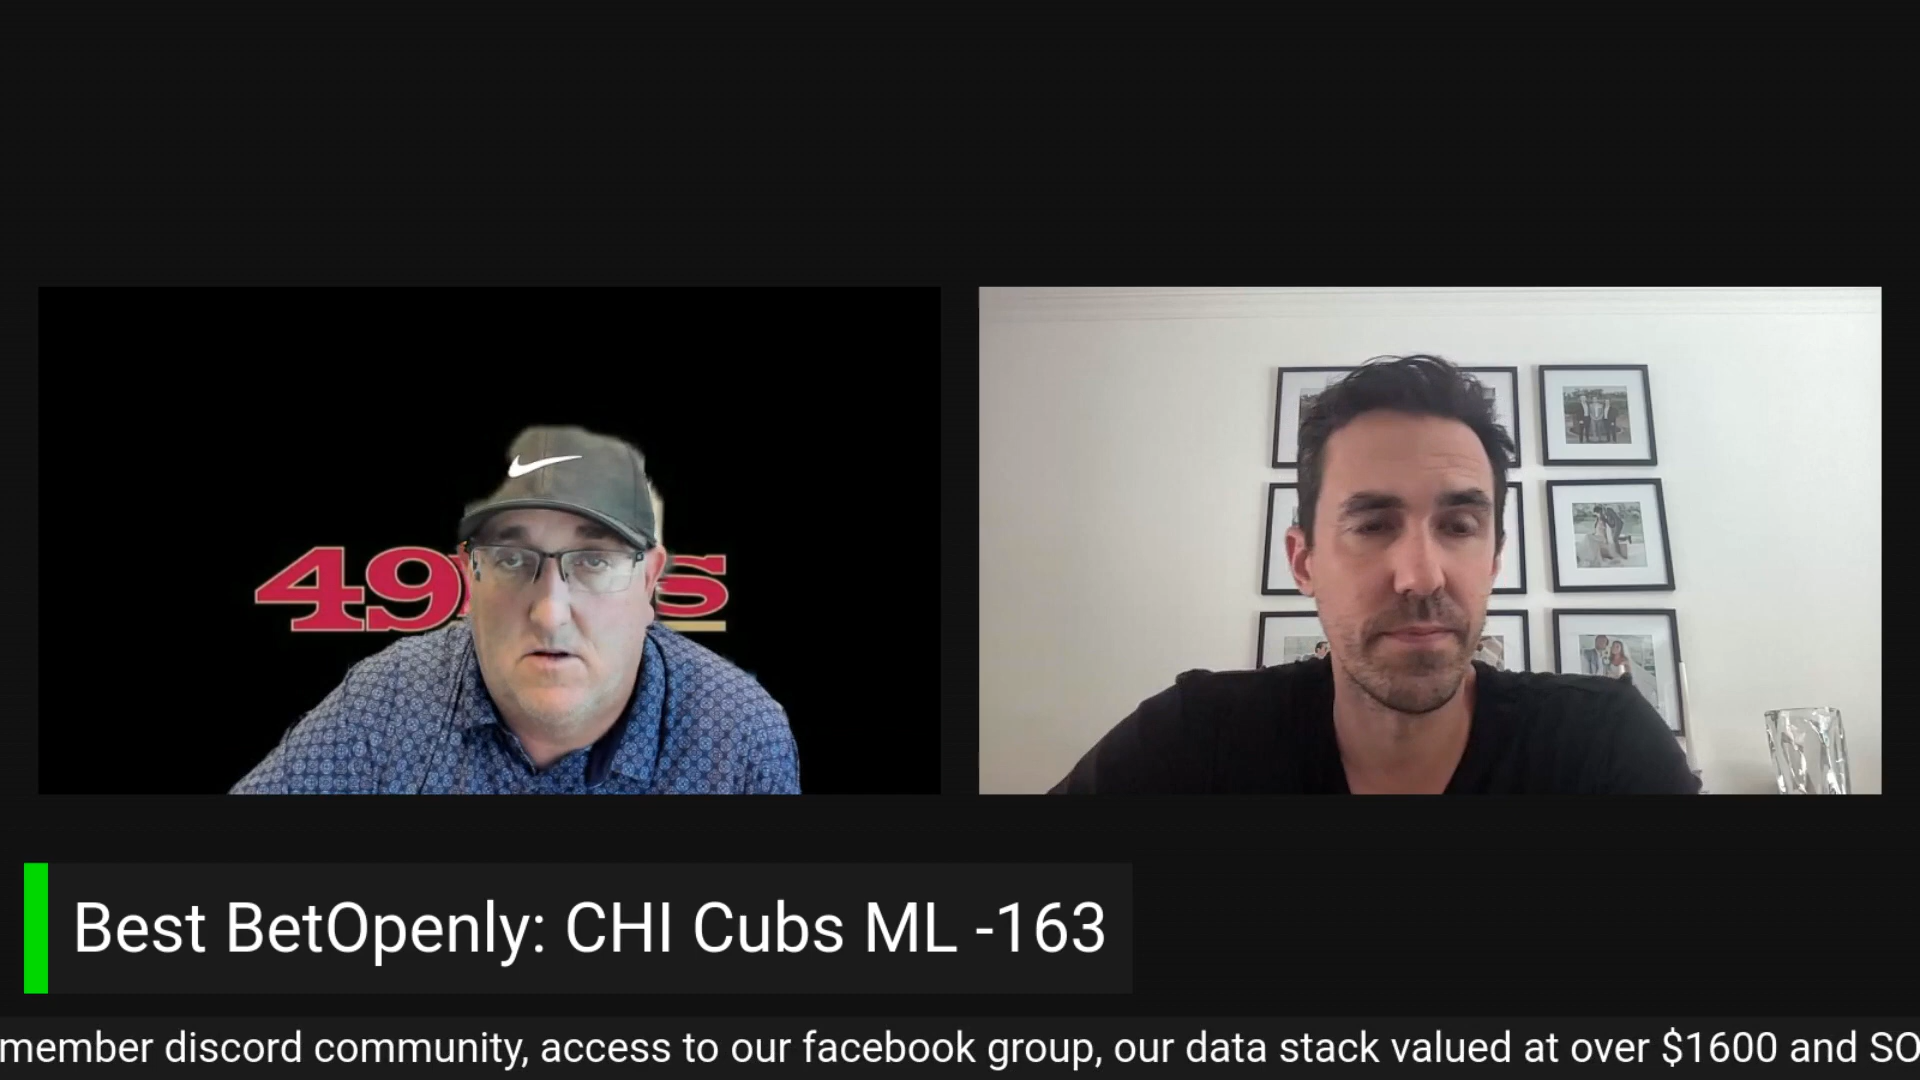 49 S
Best BetOpenly: CHI Cubs ML -163
member discord community, access to our facebook group, our data stack valued at over $1600 and SO